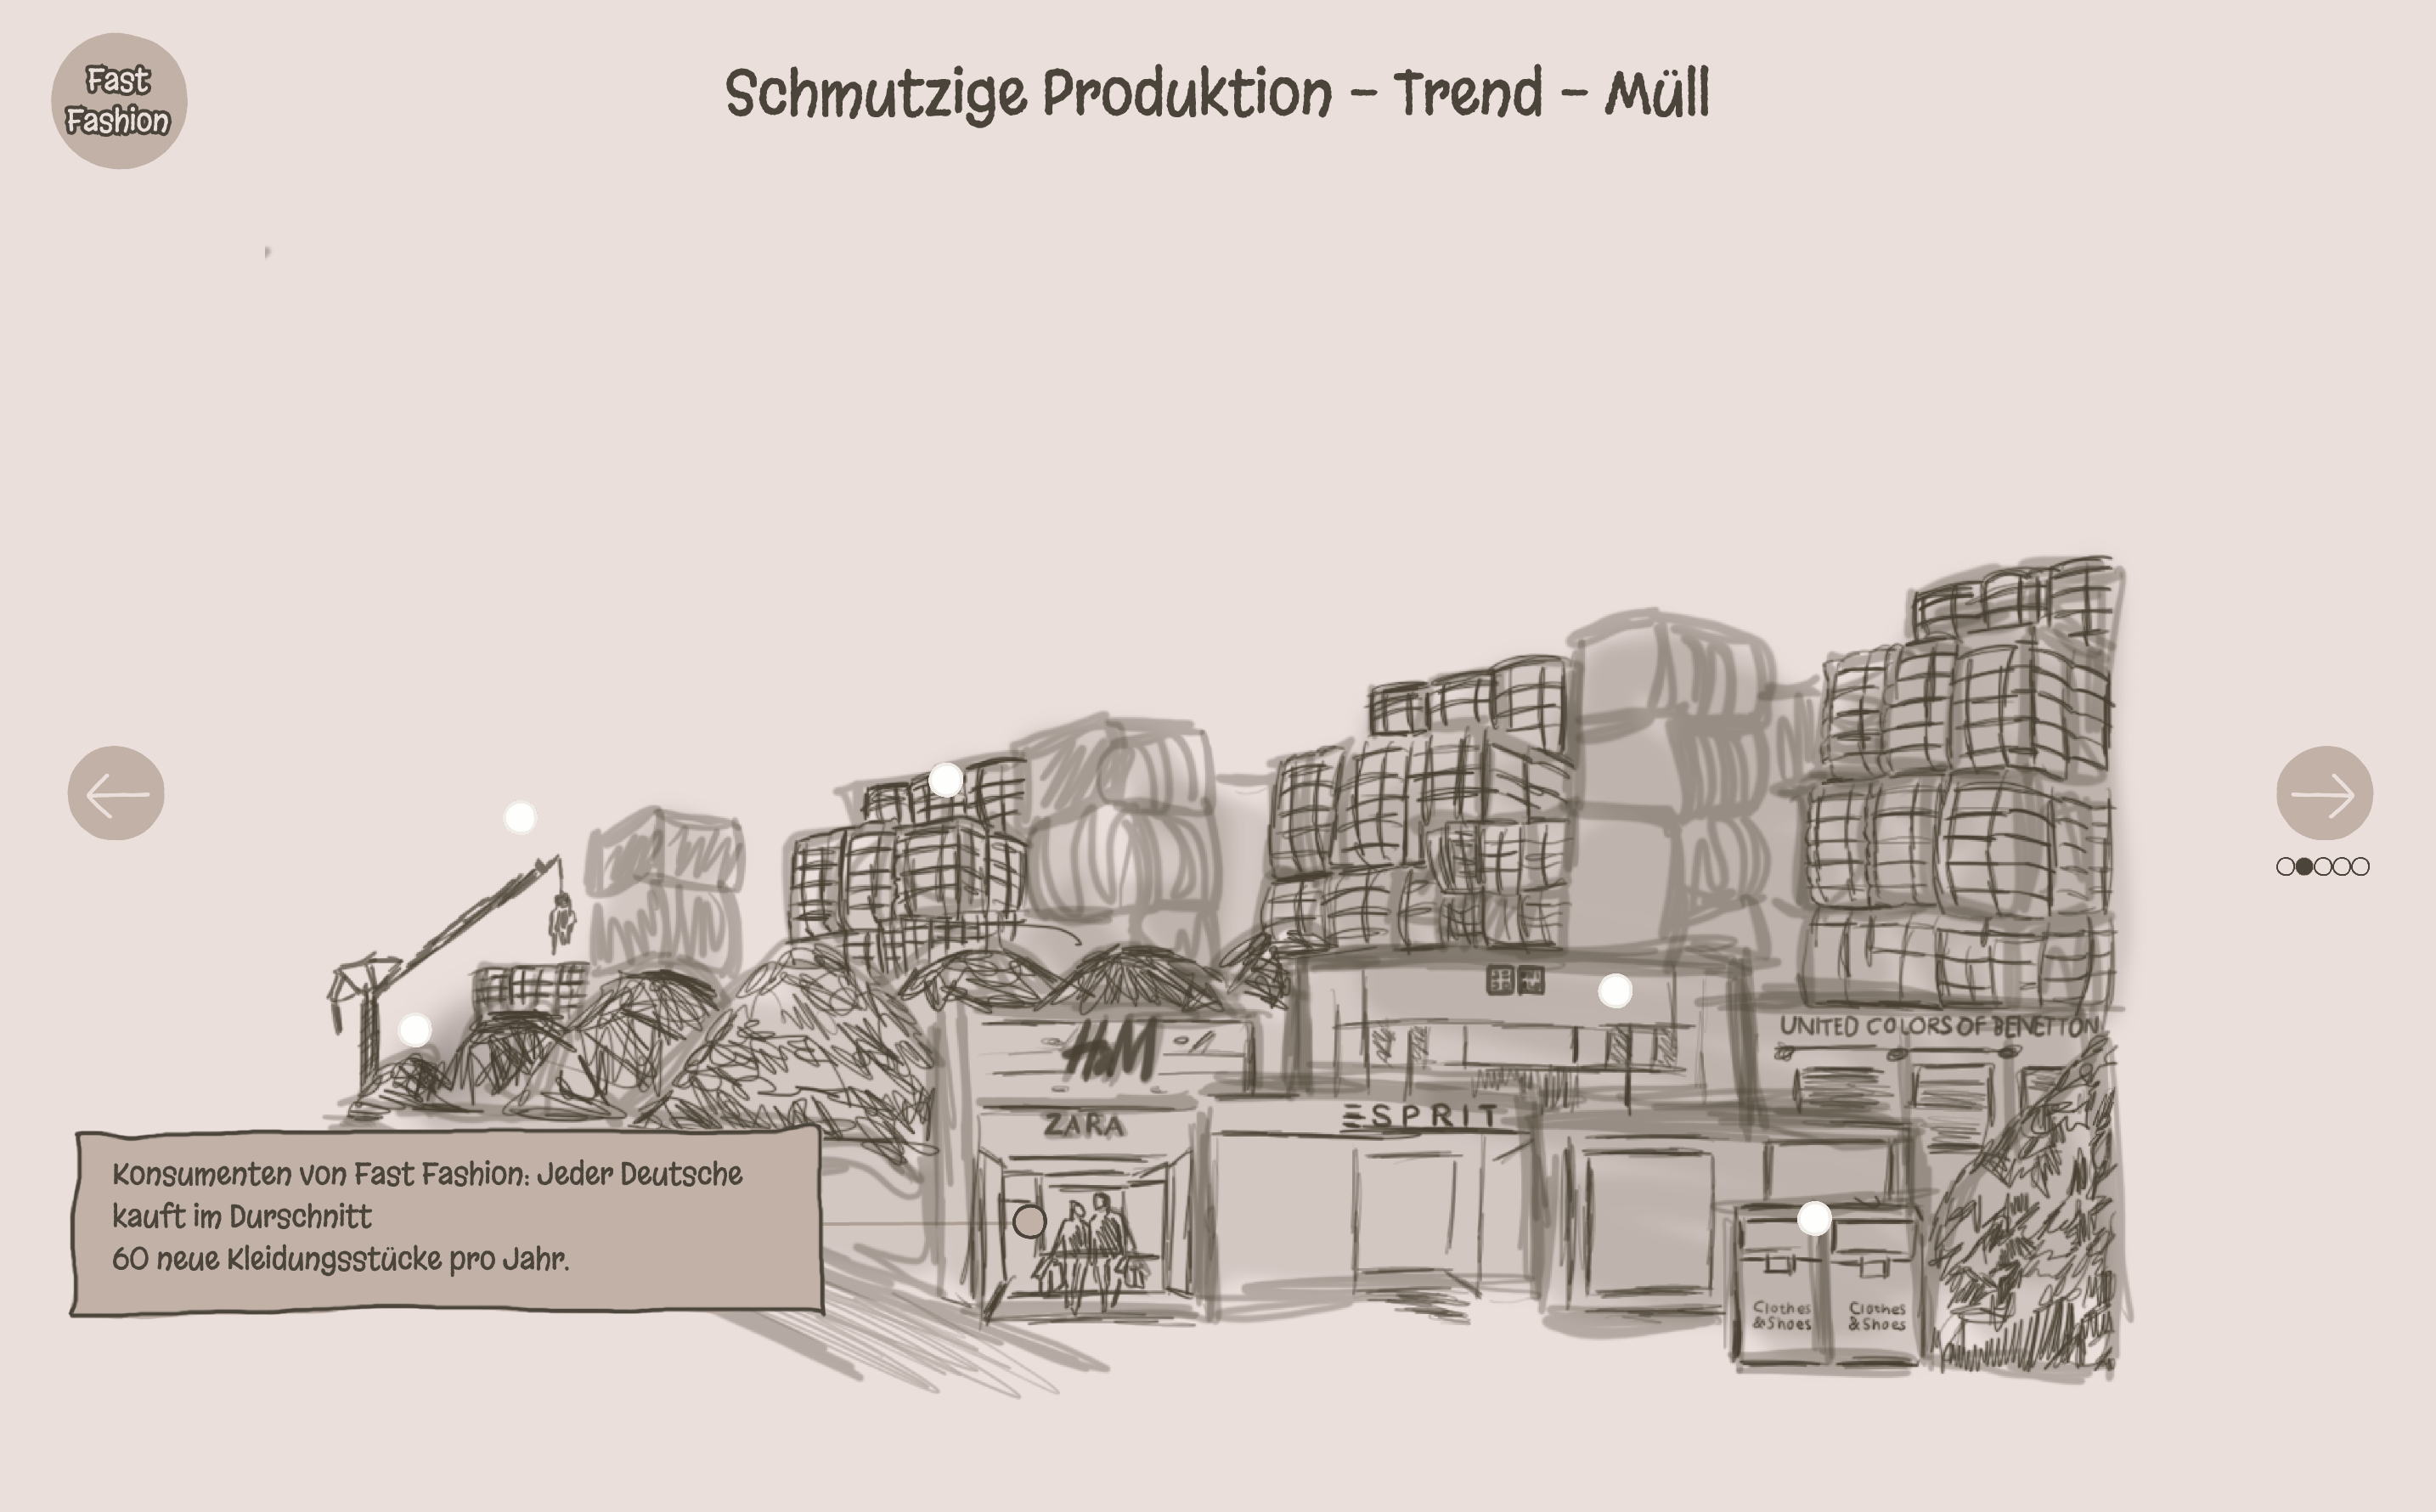 Fast
Fashion
Schmutzige Produktion – Trend – Müll
H&M
ZARA
ESPRIT
UNITED COLORS OF BENETTON
Konsumenten von Fast Fashion: Jeder Deutsche
kauft im Durschnitt
60 neue Kleidungsstücke pro Jahr.
Clothes
&Shoes
Clothes
&Shoes